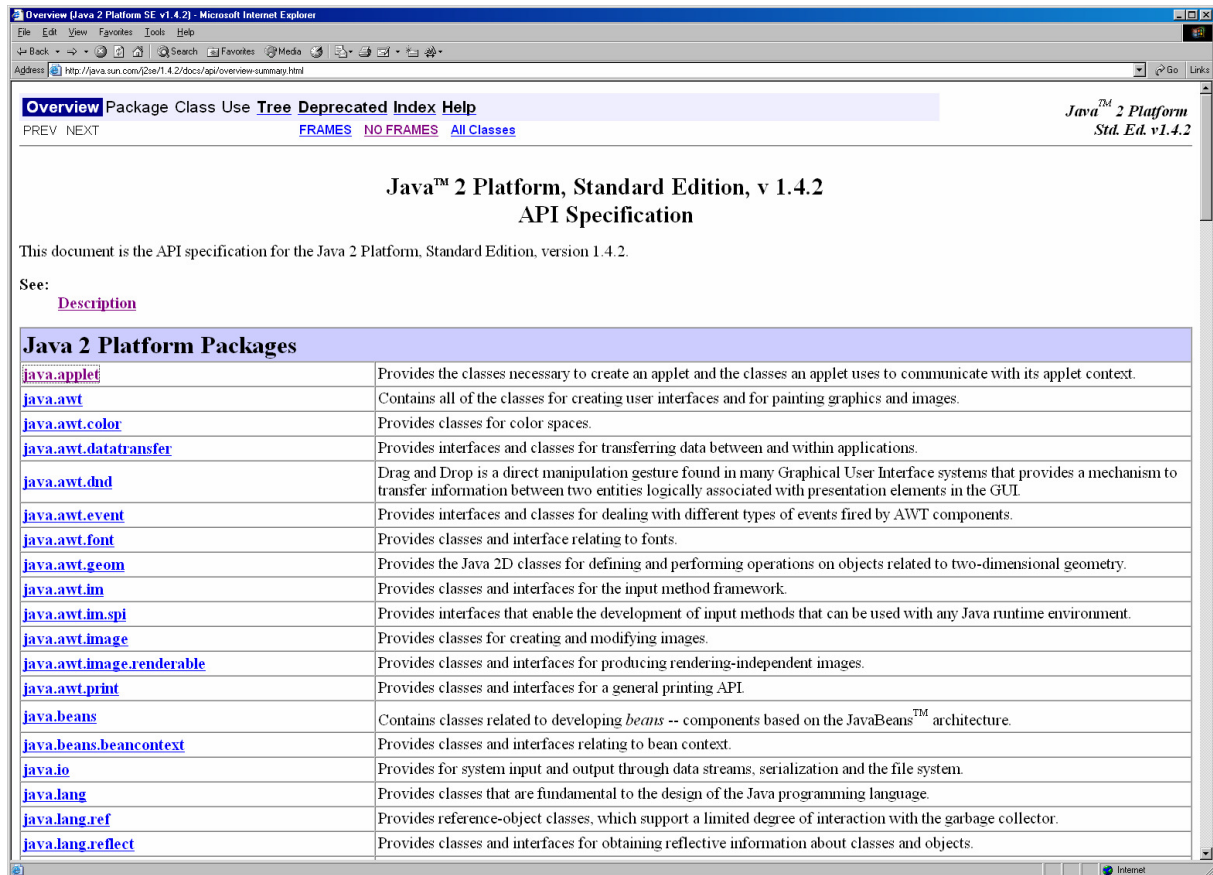 Overview (Java 2 Platform SE v1.4.2) - Microsoft Internet Explorer
File Edit View Favorites Tools Help
Back Search Favorites Media
Address http://java.sun.com/j2se/1.4.2/docs/api/overview-summary.html Go Links
Overview Package Class Use Tree Deprecated Index Help
Java™ 2 Platform
Std. Ed. v1.4.2
PREV NEXT FRAMES NO FRAMES All Classes
Java™ 2 Platform, Standard Edition, v 1.4.2
API Specification
This document is the API specification for the Java 2 Platform, Standard Edition, version 1.4.2.
See:
Description
Java 2 Platform Packages
java.applet Provides the classes necessary to create an applet and the classes an applet uses to communicate with its applet context.
java.awt Contains all of the classes for creating user interfaces and for painting graphics and images.
java.awt.color Provides classes for color spaces.
java.awt.datatransfer Provides interfaces and classes for transferring data between and within applications.
java.awt.dnd Drag and Drop is a direct manipulation gesture found in many Graphical User Interface systems that provides a mechanism to
transfer information between two entities logically associated with presentation elements in the GUI.
java.awt.event Provides interfaces and classes for dealing with different types of events fired by AWT components.
java.awt.font Provides classes and interface relating to fonts.
java.awt.geom Provides the Java 2D classes for defining and performing operations on objects related to two-dimensional geometry.
java.awt.im Provides classes and interfaces for the input method framework.
java.awt.im.spi Provides interfaces that enable the development of input methods that can be used with any Java runtime environment.
java.awt.image Provides classes for creating and modifying images.
java.awt.image.renderable Provides classes and interfaces for producing rendering-independent images.
java.awt.print Provides classes and interfaces for a general printing API.
java.beans Contains classes related to developing beans -- components based on the JavaBeans™ architecture.
java.beans.beancontext Provides classes and interfaces relating to bean context.
java.io Provides for system input and output through data streams, serialization and the file system.
java.lang Provides classes that are fundamental to the design of the Java programming language.
java.lang.ref Provides reference-object classes, which support a limited degree of interaction with the garbage collector.
java.lang.reflect Provides classes and interfaces for obtaining reflective information about classes and objects.
Internet